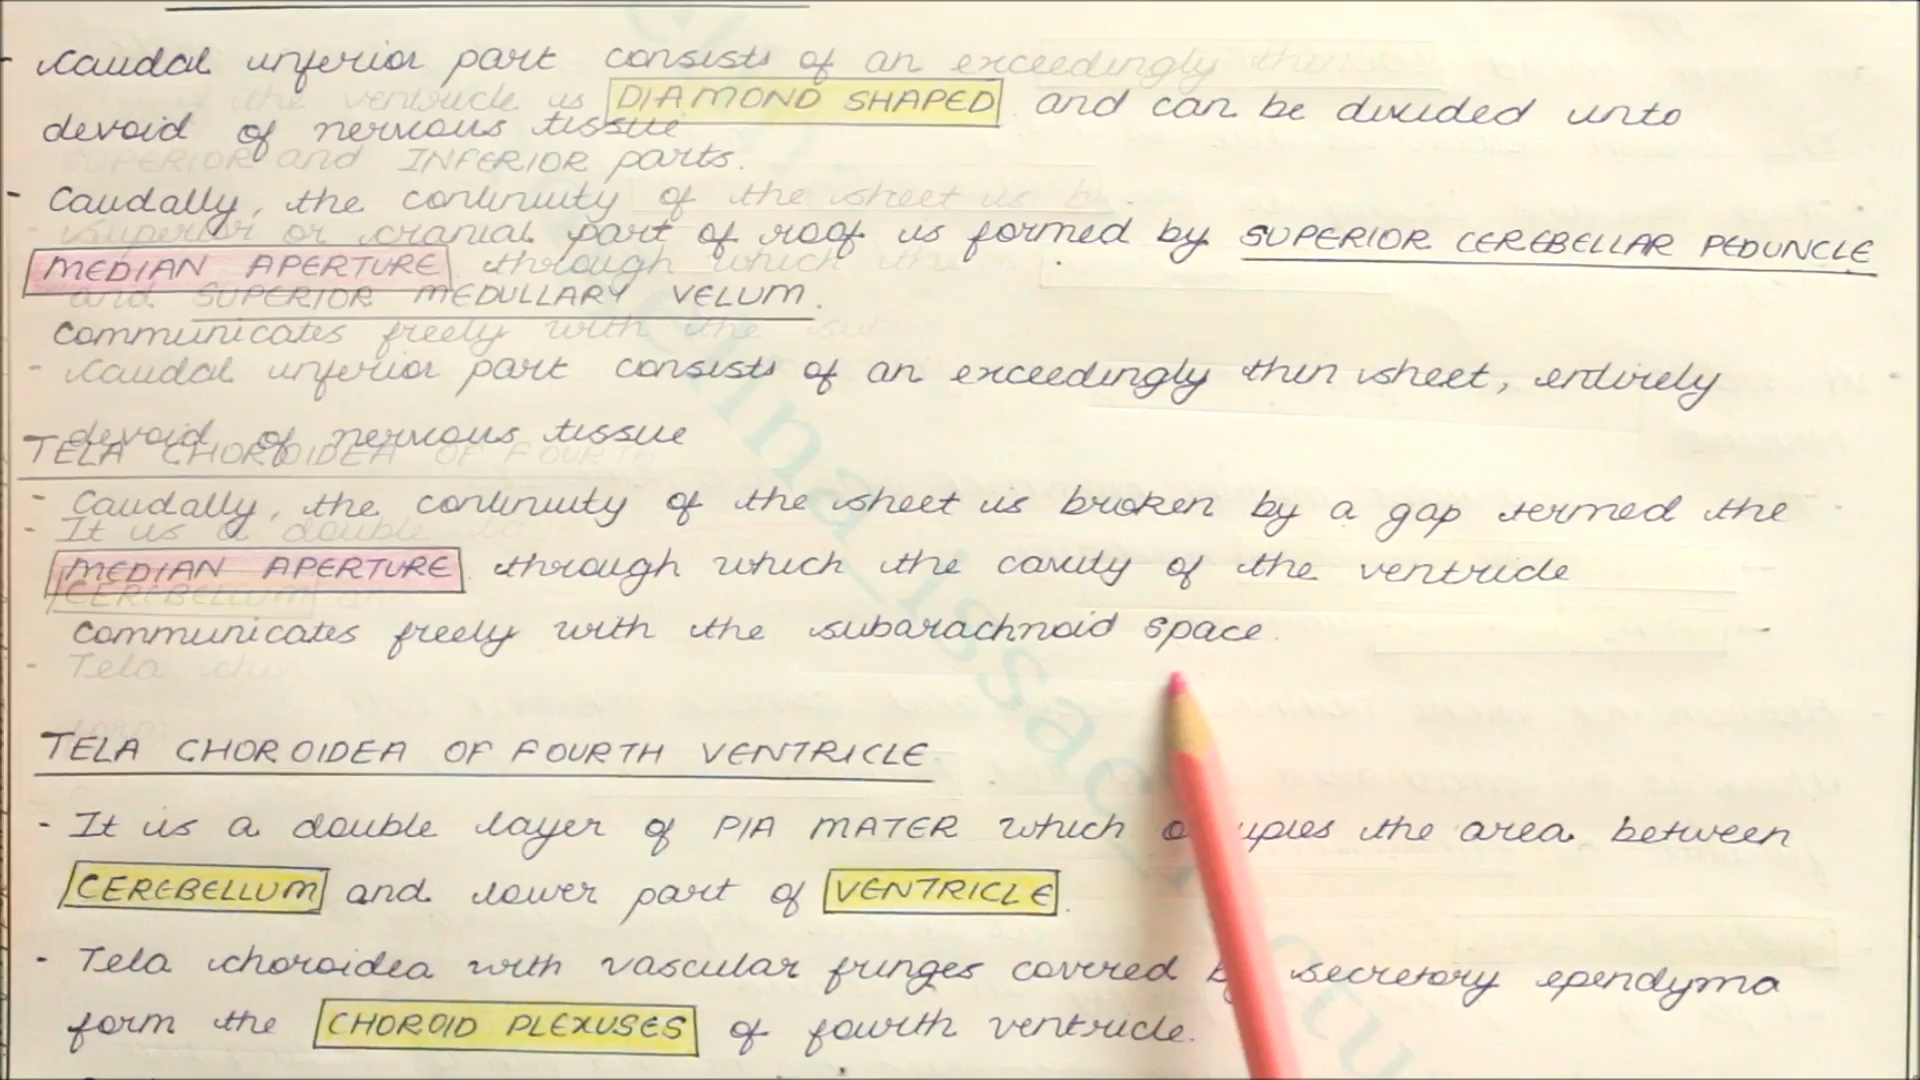 - Caudal inferior part consists of an exceedingly thin
the ventricle is DIAMOND SHAPED and can be divided into
devoid of nervous tissue
SUPERIOR and INFERIOR parts.
- Caudally, the continuity of the sheet is
- Superior or cranial part of roof is formed by SUPERIOR CEREBELLAR PEDUNCLE
MEDIAN APERTURE through which the
and SUPERIOR MEDULLARY VELUM.
communicates freely with the
- Caudal inferior part consists of an exceedingly thin sheet, entirely
devoid of nervous tissue
TELA CHOROIDEA OF FOURTH
- Caudally, the continuity of the sheet is broken by a gap termed the
- It is a double
MEDIAN APERTURE through which the cavity of the ventricle
CEREBELLUM
communicates freely with the subarachnoid space.
- Tela
form
TELA CHOROIDEA OF FOURTH VENTRICLE
- It is a double layer of PIA MATER which occupies the area between
CEREBELLUM and lower part of VENTRICLE.
- Tela choroidea with vascular fringes covered by secretory ependyma
form the CHOROID PLEXUSES of fourth ventricle.